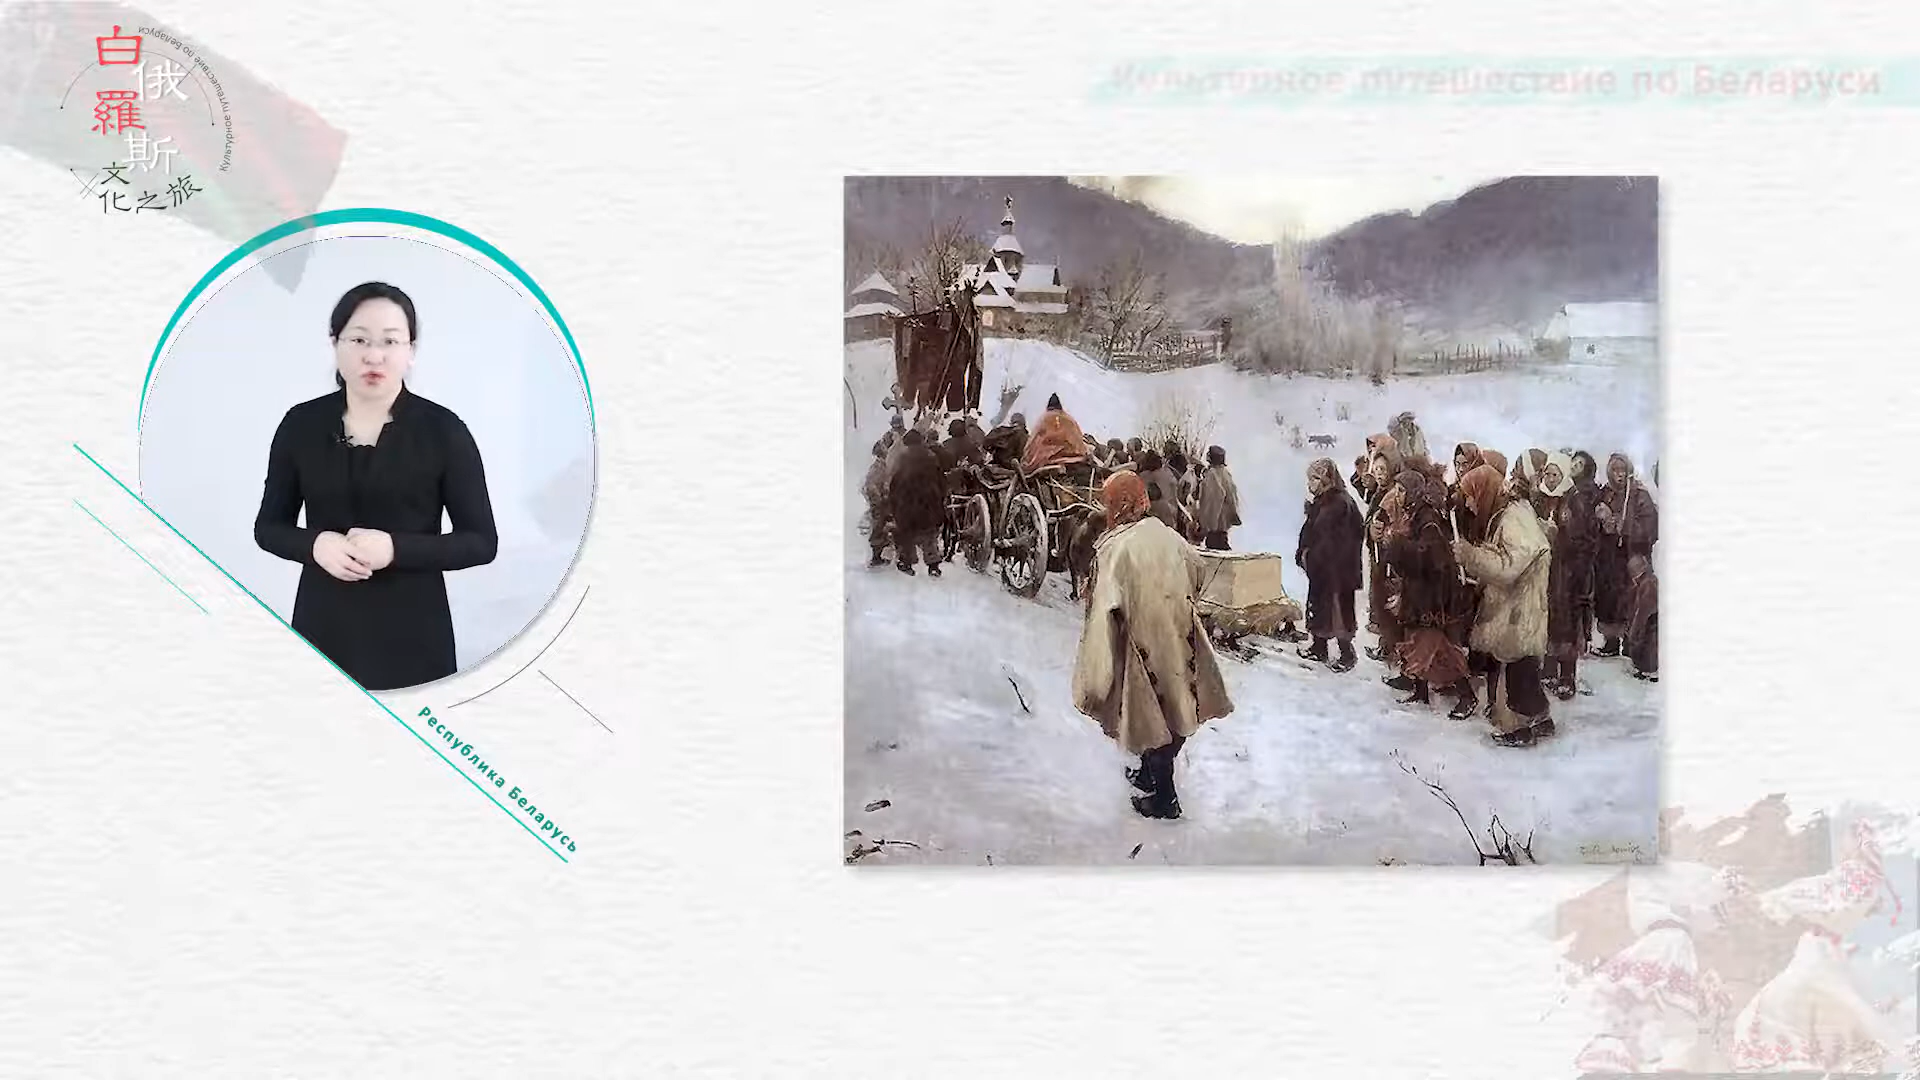 白俄羅斯
文化之旅
Культурное путешествие по Беларуси
Культурное путешествие по Беларуси
Республика Беларусь